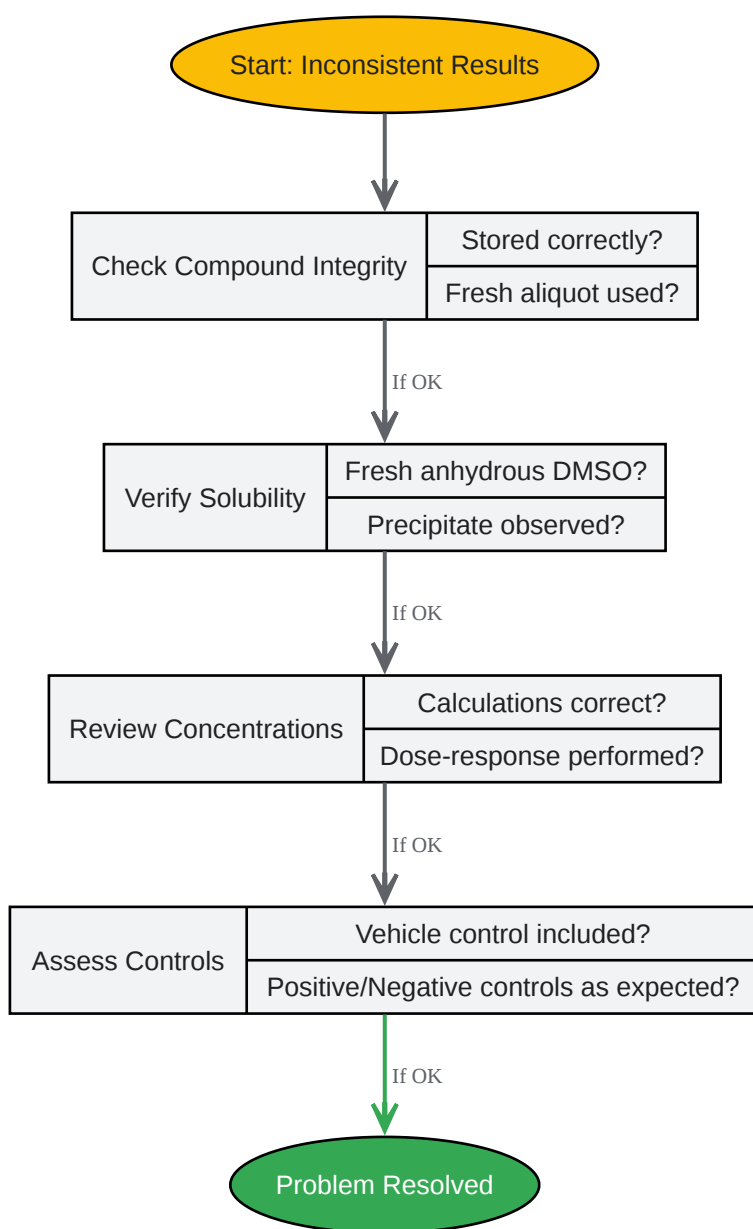 Start: Inconsistent Results
Check Compound Integrity
Stored correctly?
Fresh aliquot used?
If OK
Verify Solubility
Fresh anhydrous DMSO?
Precipitate observed?
If OK
Review Concentrations
Calculations correct?
Dose-response performed?
If OK
Assess Controls
Vehicle control included?
Positive/Negative controls as expected?
If OK
Problem Resolved